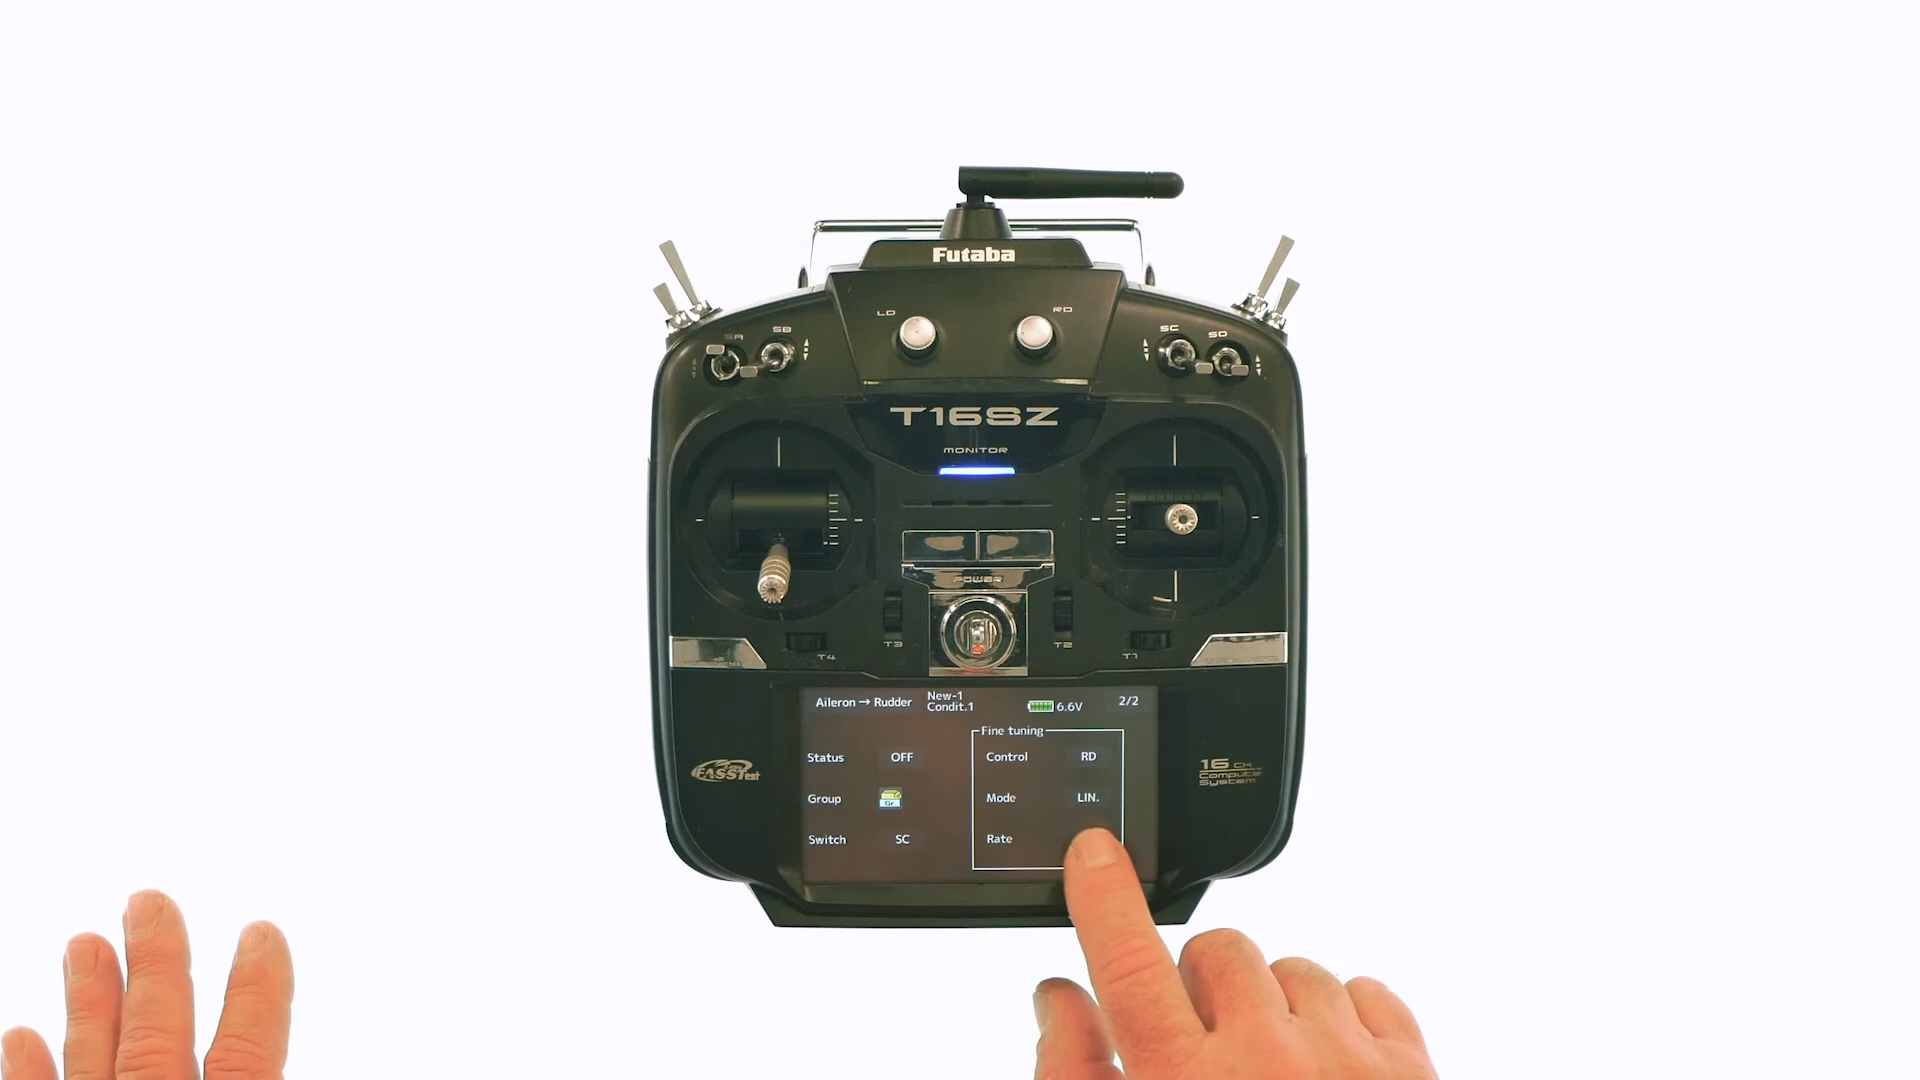 Futaba
LD
RD
SA
SB
SC
SD
T16SZ
MONITOR
POWER
T4
T3
T2
T1
Aileron → Rudder
New-1
Condit.1
6.6V
2/2
Fine tuning
Status
OFF
Control
RD
Group
Gr.
Mode
LIN.
Switch
SC
Rate
FASSTest
16 CH
Computer
System